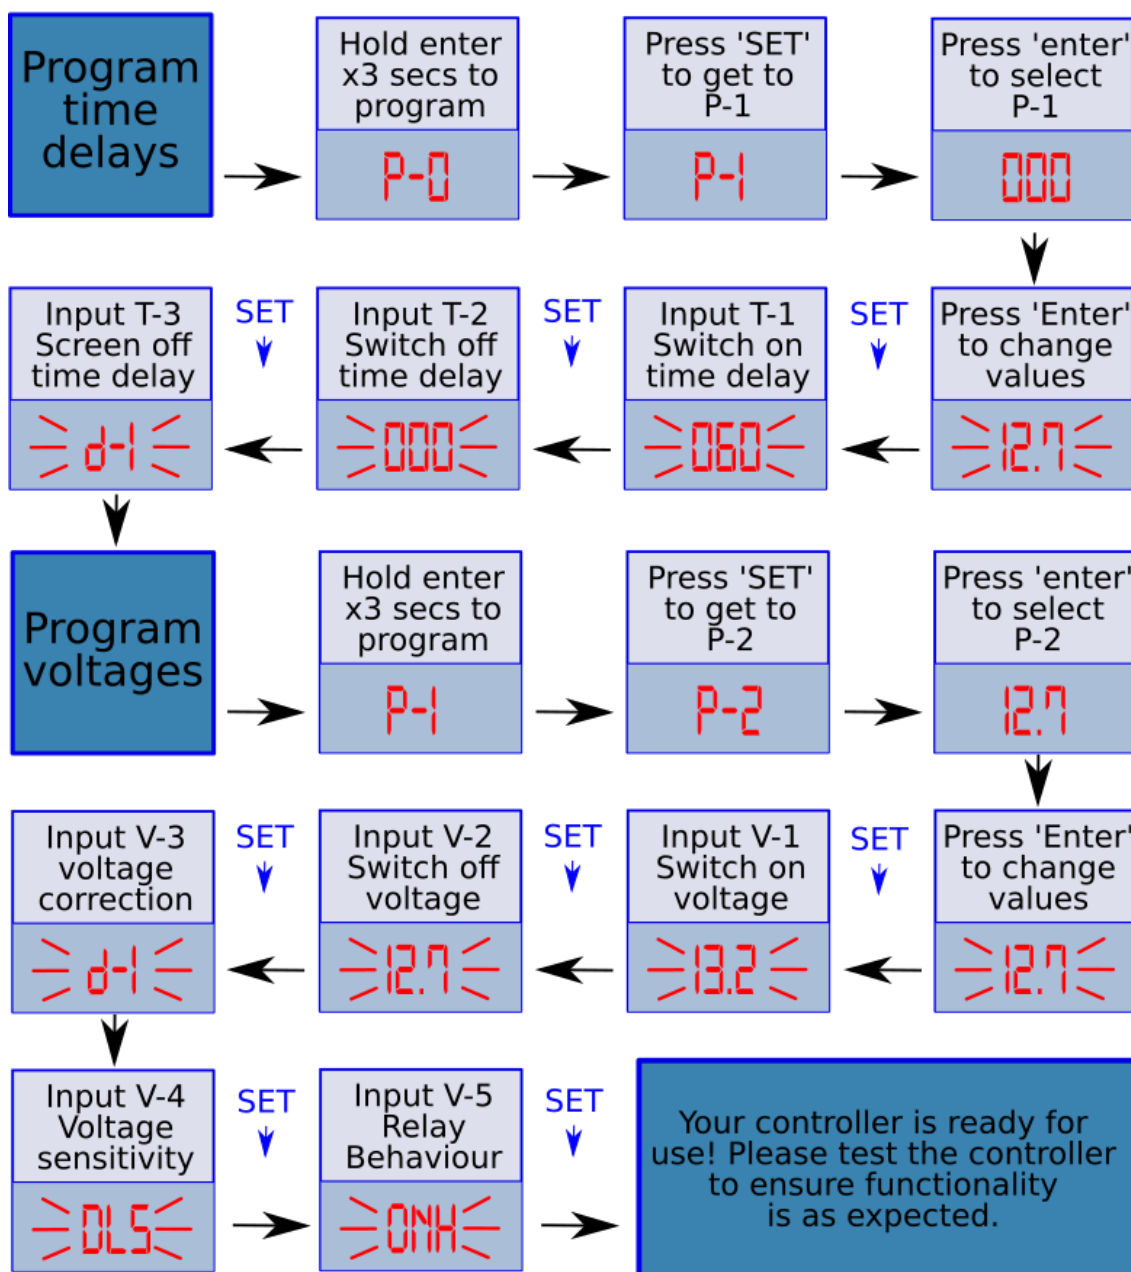 Program
time
delays
Hold enter
x3 secs to
program
P-0
Press 'SET'
to get to
P-1
P-1
Press 'enter'
to select
P-1
000
Input T-3
Screen off
time delay
d-1
SET
Input T-2
Switch off
time delay
000
SET
Input T-1
Switch on
time delay
060
SET
Press 'Enter'
to change
values
12.7
Program
voltages
Hold enter
x3 secs to
program
P-1
Press 'SET'
to get to
P-2
P-2
Press 'enter'
to select
P-2
12.7
Input V-3
voltage
correction
d-1
SET
Input V-2
Switch off
voltage
12.7
SET
Input V-1
Switch on
voltage
13.2
SET
Press 'Enter'
to change
values
12.7
Input V-4
Voltage
sensitivity
DLS
SET
Input V-5
Relay
Behaviour
ONH
SET
Your controller is ready for
use! Please test the controller
to ensure functionality
is as expected.